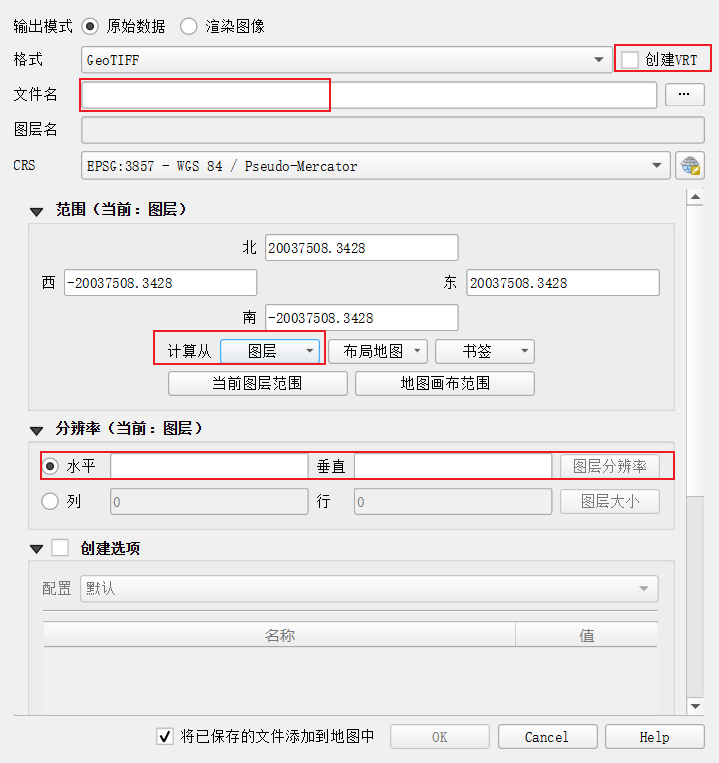 输出模式 原始数据 渲染图像
格式 GeoTIFF 创建VRT
文件名 ...
图层名
CRS EPSG:3857 - WGS 84 / Pseudo-Mercator
范围（当前：图层）
北 20037508.3428
西 -20037508.3428 东 20037508.3428
南 -20037508.3428
计算从 图层 布局地图 书签
当前图层范围 地图画布范围
分辨率（当前：图层）
水平 垂直 图层分辨率
列 0 行 0 图层大小
创建选项
配置 默认
名称 值
将已保存的文件添加到地图中 OK Cancel Help